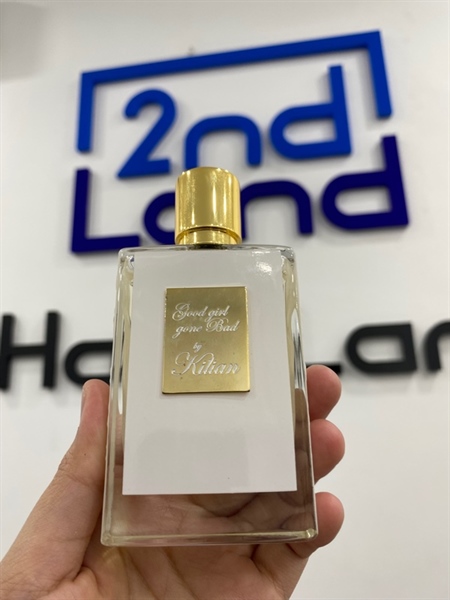 2nd
Land
Good girl
gone Bad
by
Kilian